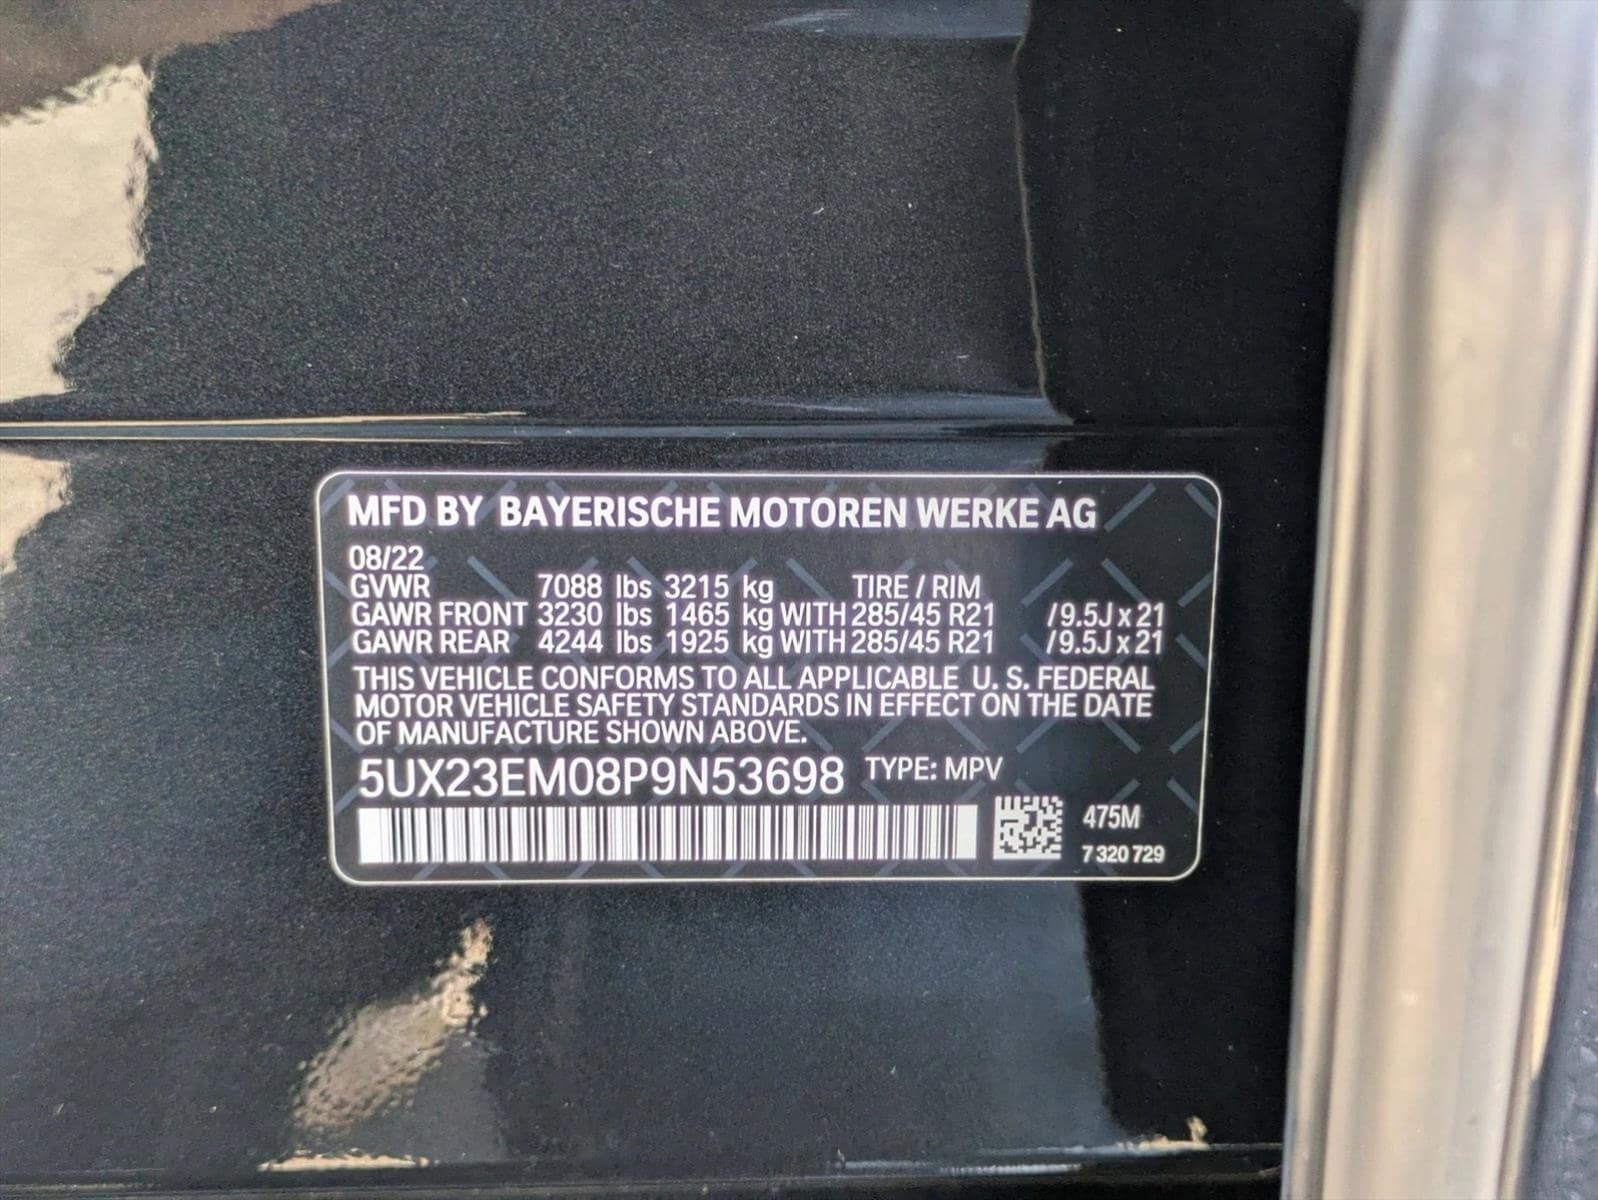 MFD BY BAYERISCHE MOTOREN WERKE AG
08/22
GVWR 7088 lbs 3215 kg TIRE / RIM
GAWR FRONT 3230 lbs 1465 kg WITH 285/45 R21 / 9.5J x 21
GAWR REAR 4244 lbs 1925 kg WITH 285/45 R21 / 9.5J x 21
THIS VEHICLE CONFORMS TO ALL APPLICABLE U. S. FEDERAL
MOTOR VEHICLE SAFETY STANDARDS IN EFFECT ON THE DATE
OF MANUFACTURE SHOWN ABOVE.
5UX23EM08P9N53698 TYPE: MPV
475M
7 320 729